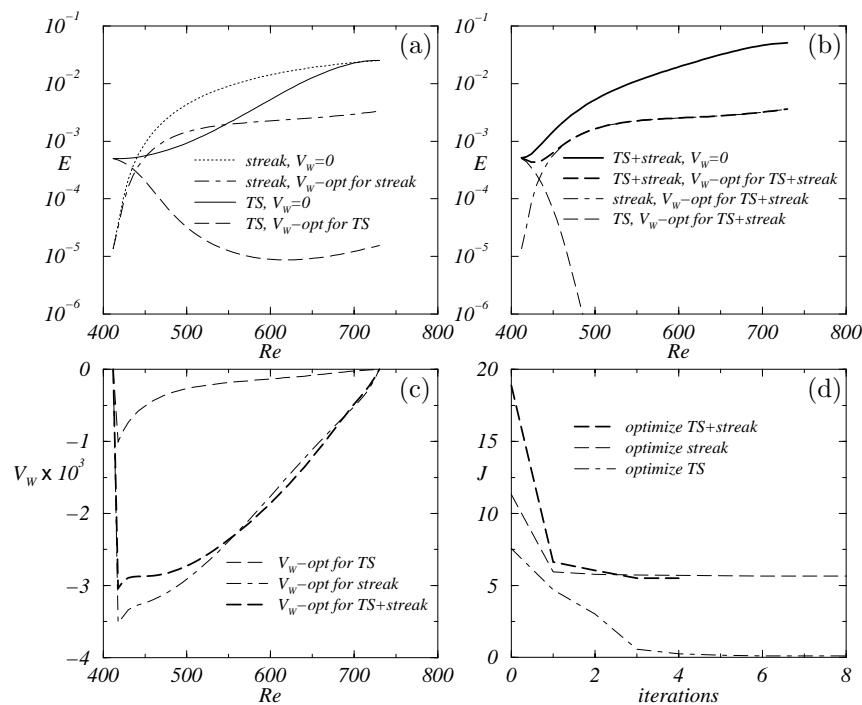 (a)
10^-1
10^-2
10^-3
E
10^-4
10^-5
10^-6
streak, V_W=0
streak, V_W−opt for streak
TS, V_W=0
TS, V_W−opt for TS
400 500 600 700 800
Re
(b)
10^-1
10^-2
10^-3
E
10^-4
10^-5
10^-6
TS+streak, V_W=0
TS+streak, V_W−opt for TS+streak
streak, V_W−opt for TS+streak
TS, V_W−opt for TS+streak
400 500 600 700 800
Re
(c)
0
−1
V_W x 10^3
−2
−3
−4
V_W−opt for TS
V_W−opt for streak
V_W−opt for TS+streak
400 500 600 700 800
Re
(d)
20
15
J
10
5
0
optimize TS+streak
optimize streak
optimize TS
0 2 4 6 8
iterations